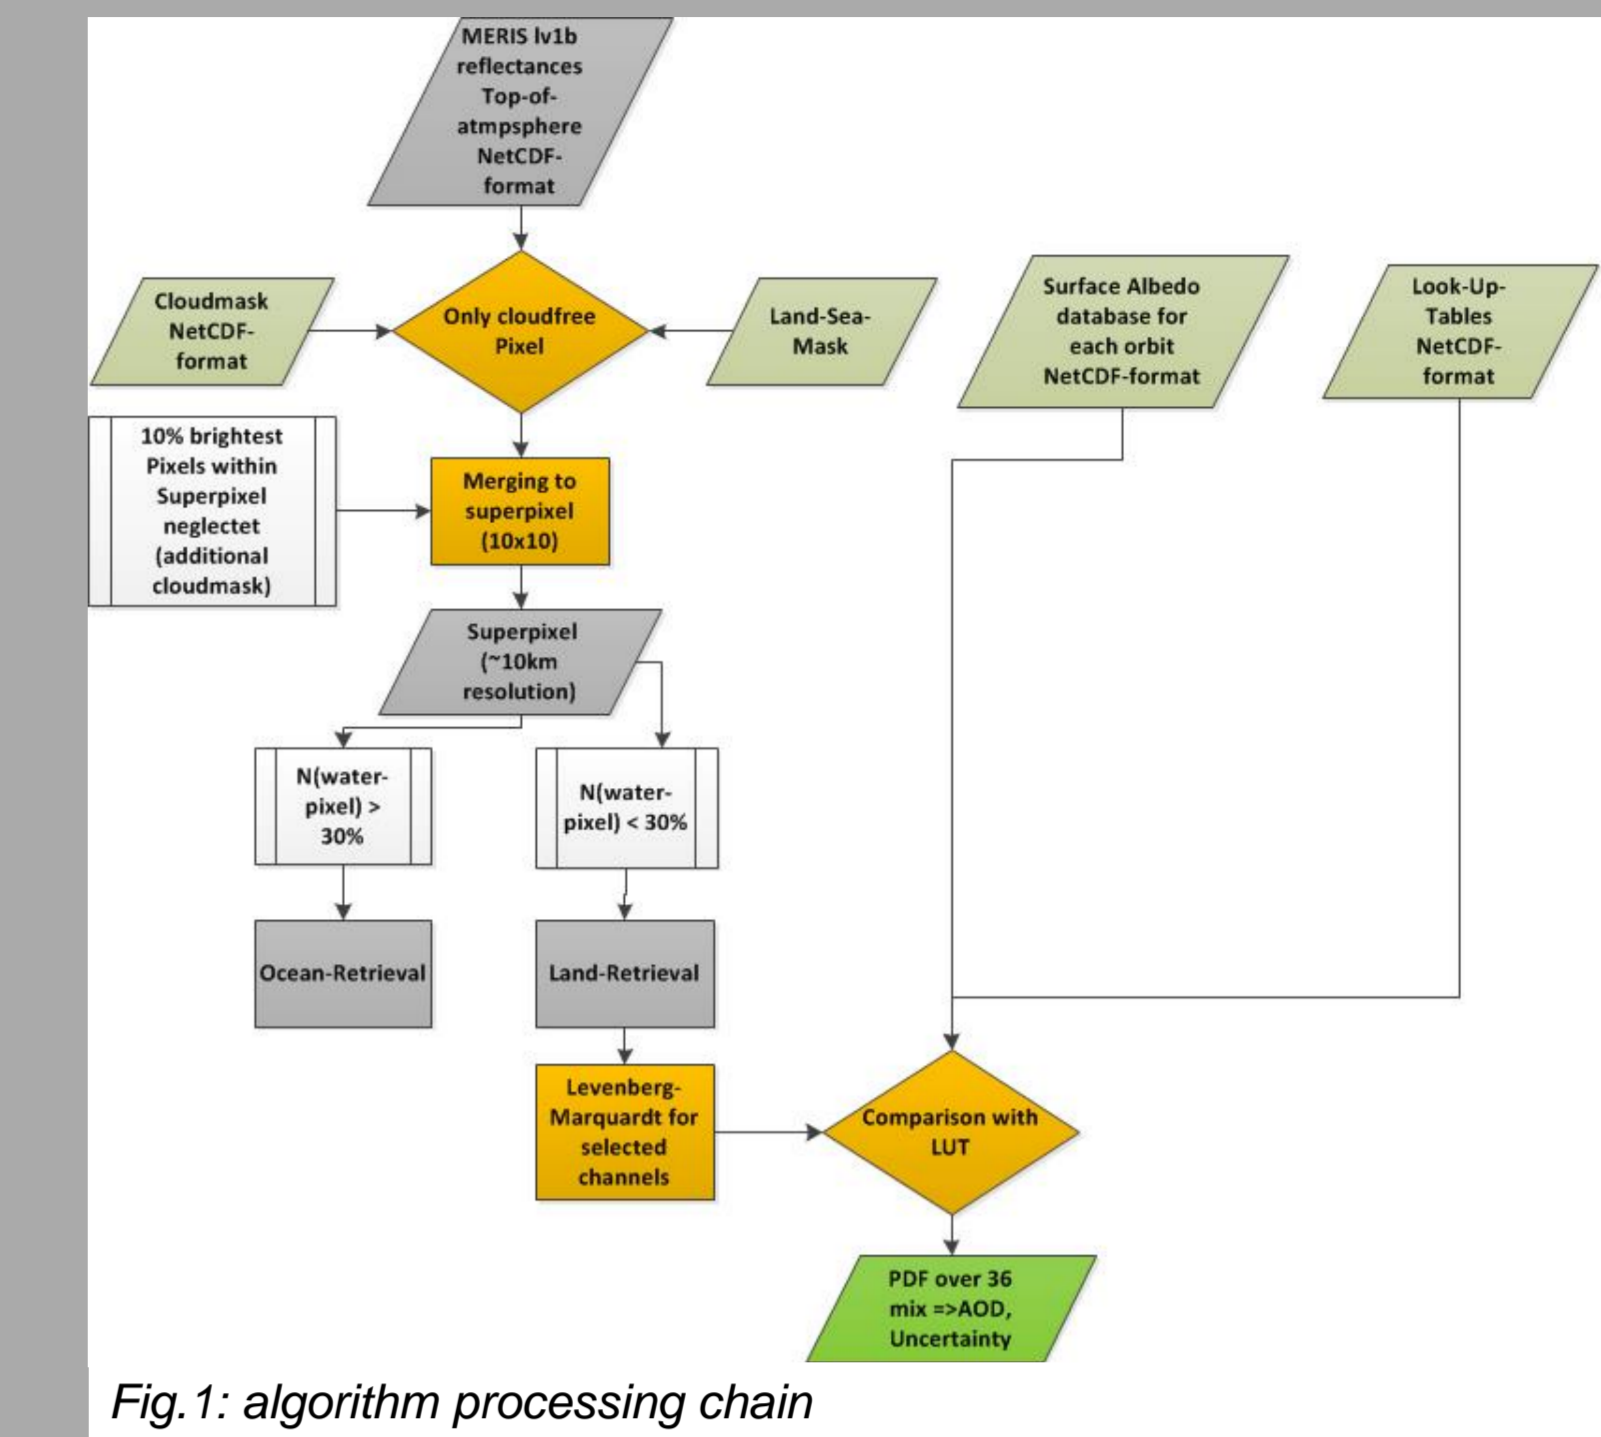 MERIS lv1b
reflectances
Top-of-
atmpsphere
NetCDF-
format
Cloudmask
NetCDF-
format
Only cloudfree
Pixel
Land-Sea-
Mask
Surface Albedo
database for
each orbit
NetCDF-format
Look-Up-
Tables
NetCDF-
format
10% brightest
Pixels within
Superpixel
neglectet
(additional
cloudmask)
Merging to
superpixel
(10x10)
Superpixel
(~10km
resolution)
N(water-
pixel) >
30%
N(water-
pixel) < 30%
Ocean-Retrieval
Land-Retrieval
Levenberg-
Marquardt for
selected
channels
Comparison with
LUT
PDF over 36
mix =>AOD,
Uncertainty
Fig.1: algorithm processing chain